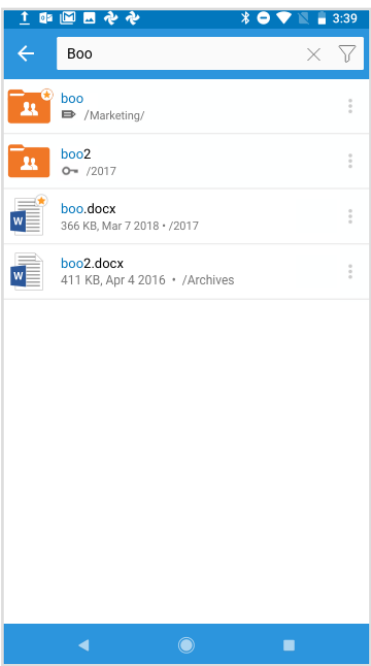 3:39
Boo
boo
/Marketing/
boo2
/2017
boo.docx
366 KB, Mar 7 2018 • /2017
boo2.docx
411 KB, Apr 4 2016 • /Archives